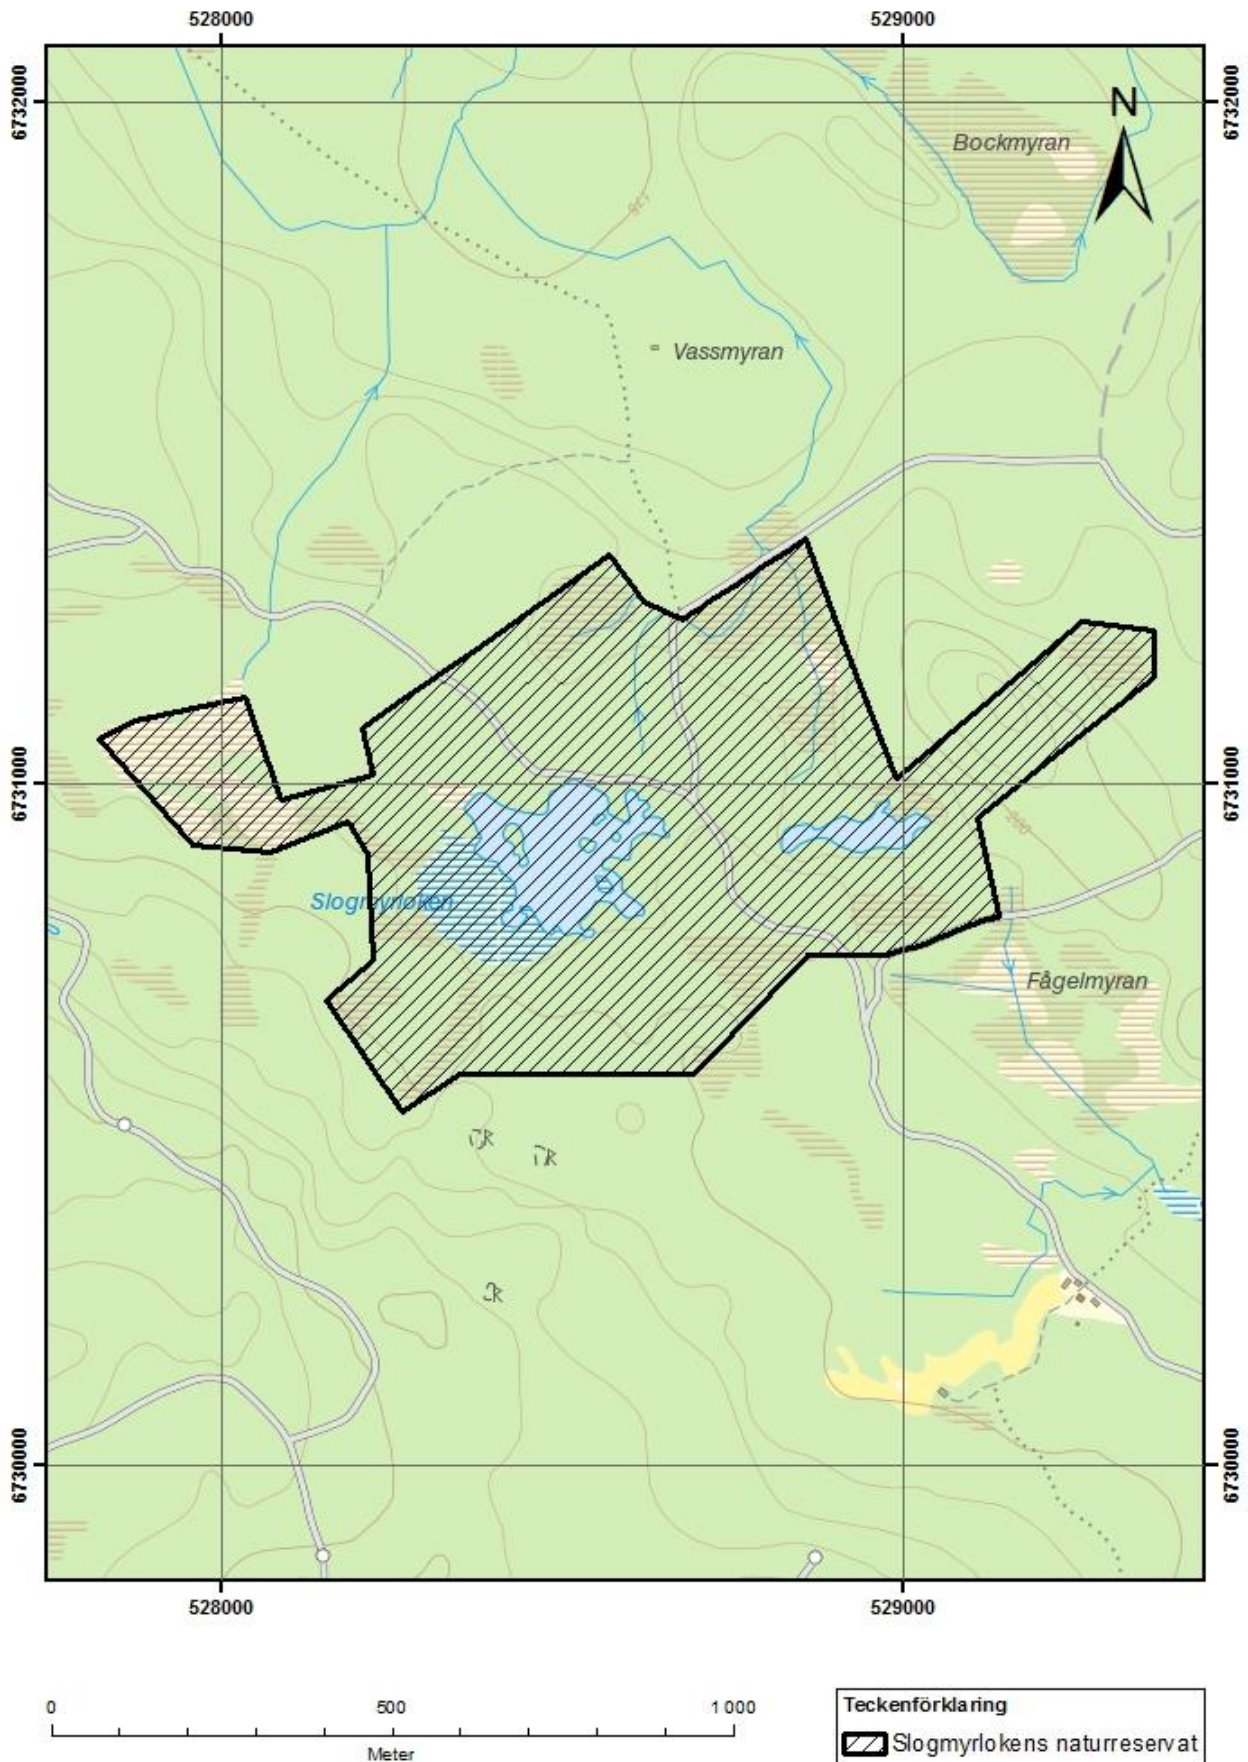 528000 529000
6732000 6732000
N
Bockmyran
Vassmyran
6731000 6731000
Slogmyrloken
Fågelmyran
6730000 6730000
528000 529000
0 500 1 000
Meter
Teckenförklaring
Slogmyrlokens naturreservat